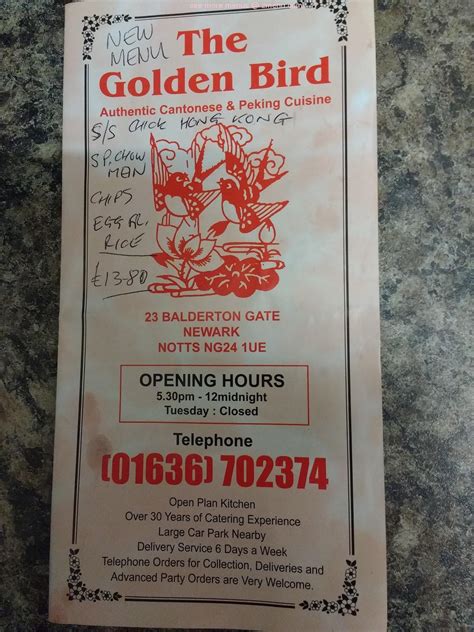 NEW
MENU
The
Golden Bird
Authentic Cantonese & Peking Cuisine
S/S CHICK HONG KONG
SP. CHOW
MAN
CHIPS
EGG FR.
RICE
£13-80
23 BALDERTON GATE
NEWARK
NOTTS NG24 1UE
OPENING HOURS
5.30pm - 12midnight
Tuesday : Closed
Telephone
(01636) 702374
Open Plan Kitchen
Over 30 Years of Catering Experience
Large Car Park Nearby
Delivery Service 6 Days a Week
Telephone Orders for Collection, Deliveries and
Advanced Party Orders are Very Welcome.